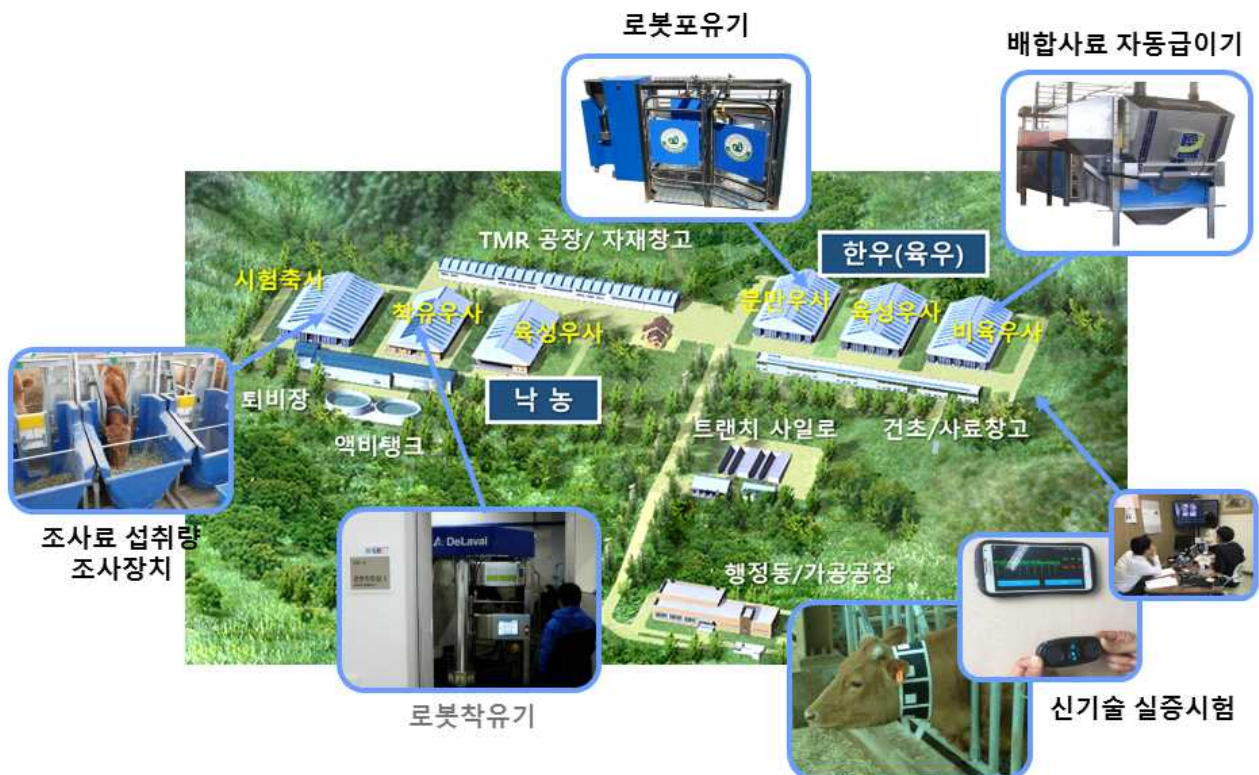 로봇포유기
배합사료 자동급이기
TMR 공장/ 자재창고
한우(육우)
시험축사
착유우사
육성우사
분만우사
육성우사
비육우사
퇴비장
액비탱크
낙 농
트랜치 사일로
건초/사료창고
조사료 섭취량
조사장치
DeLaval
행정동/가공공장
로봇착유기
신기술 실증시험